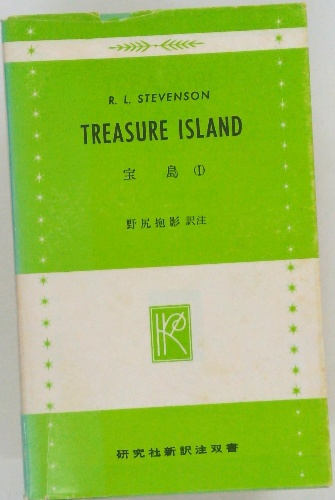 R. L. STEVENSON
TREASURE ISLAND
宝島 (I)
野尻抱影 訳注
KR
研究社新訳注双書